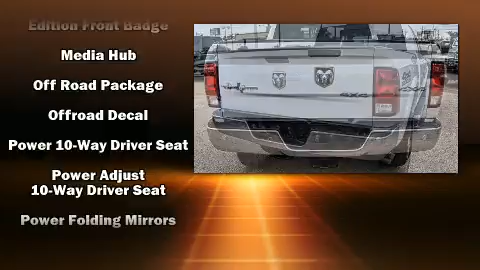 Edition Front Badge
Media Hub
Off Road Package
Offroad Decal
Power 10-Way Driver Seat
Power Adjust
10-Way Driver Seat
Power Folding Mirrors
4X4